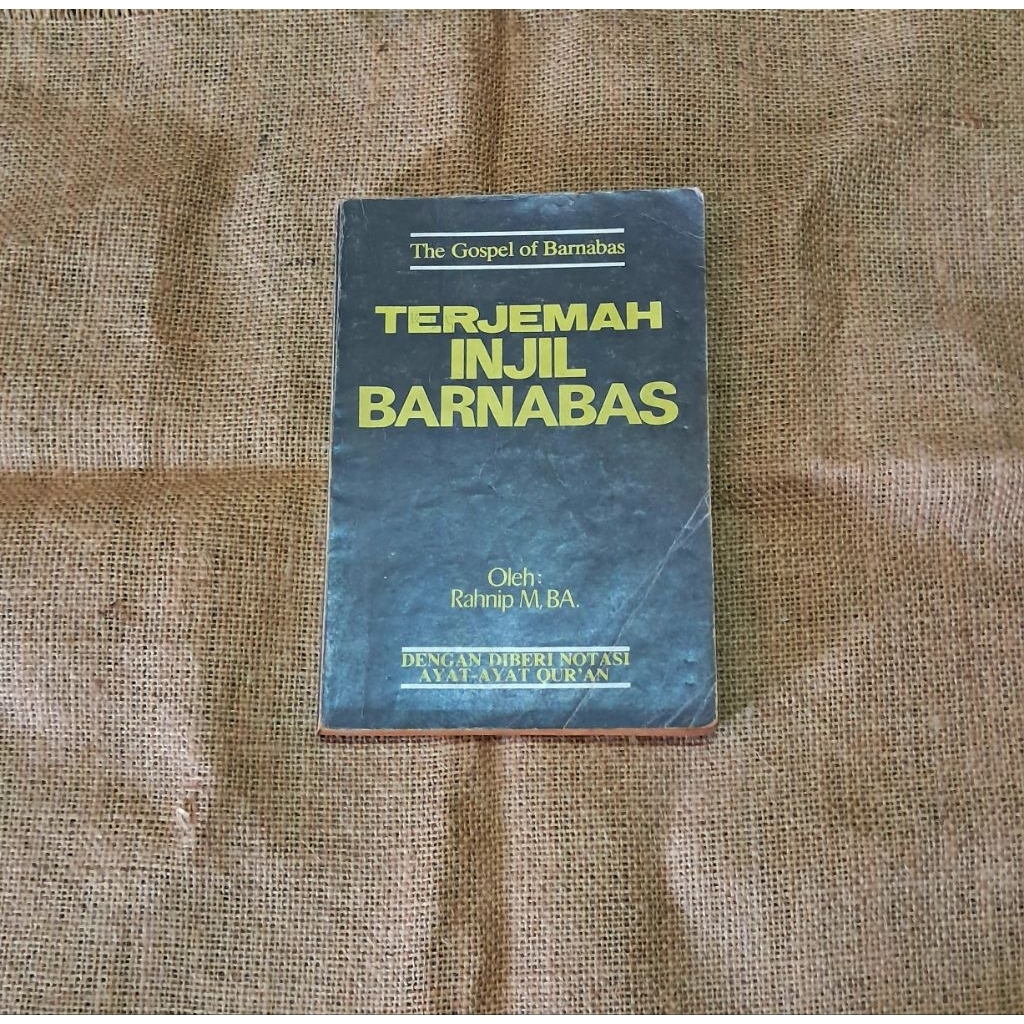 The Gospel of Barnabas
TERJEMAH
INJIL
BARNABAS
Oleh :
Rahnip M, BA.
DENGAN DIBERI NOTASI
AYAT-AYAT QUR'AN